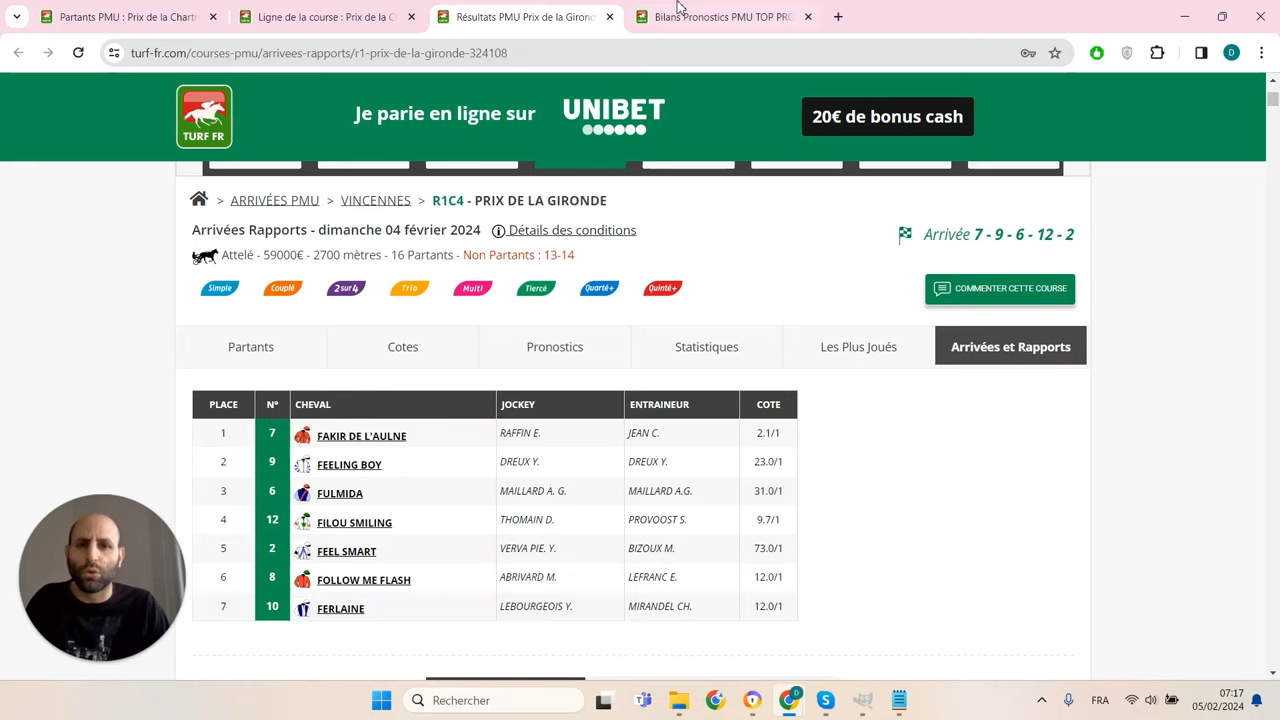 Partants PMU : Prix de la Chartr
Ligne de la course : Prix de la C
Résultats PMU Prix de la Girond
Bilans Pronostics PMU TOP PRO
turf-fr.com/courses-pmu/arrivees-rapports/r1-prix-de-la-gironde-324108
D
TURF FR
Je parie en ligne sur
UNIBET
20€ de bonus cash
> ARRIVÉES PMU > VINCENNES > R1C4 - PRIX DE LA GIRONDE
Arrivées Rapports - dimanche 04 février 2024 Détails des conditions
Arrivée 7 - 9 - 6 - 12 - 2
Attelé - 59000€ - 2700 mètres - 16 Partants - Non Partants : 13-14
Simple Couplé 2sur4 Trio Multi Tiercé Quarté+ Quinté+
COMMENTER CETTE COURSE
Partants Cotes Pronostics Statistiques Les Plus Joués Arrivées et Rapports
PLACE N° CHEVAL JOCKEY ENTRAINEUR COTE
1 7 FAKIR DE L'AULNE RAFFIN E. JEAN C. 2.1/1
2 9 FEELING BOY DREUX Y. DREUX Y. 23.0/1
3 6 FULMIDA MAILLARD A. G. MAILLARD A.G. 31.0/1
4 12 FILOU SMILING THOMAIN D. PROVOOST S. 9.7/1
5 2 FEEL SMART VERVA PIE. Y. BIZOUX M. 73.0/1
6 8 FOLLOW ME FLASH ABRIVARD M. LEFRANC E. 12.0/1
7 10 FERLAINE LEBOURGEOIS Y. MIRANDEL CH. 12.0/1
Rechercher
D
FRA
07:17
05/02/2024